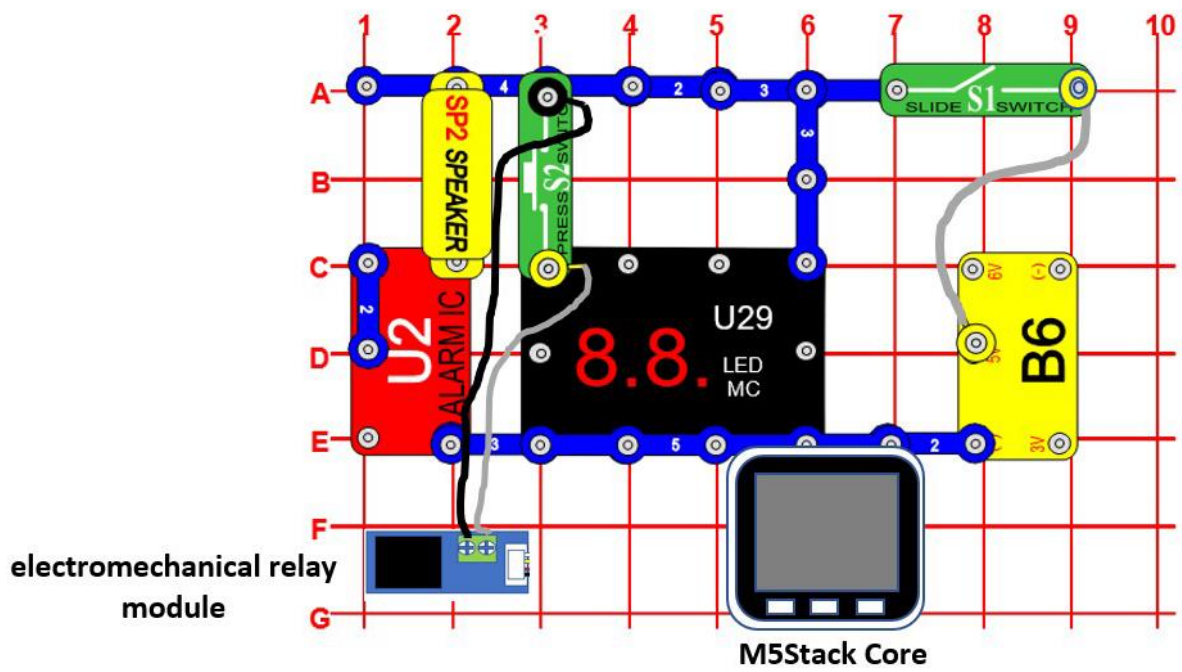 1 2 3 4 5 6 7 8 9 10
A
4
2
3
SLIDE S1 SWITCH
SP2 SPEAKER
PRESS S2 SWITCH
3
B
C
6V
(-)
2
U2
ALARM IC
U29
8.8.
LED
MC
D
5V
B6
E
3
5
2
(-)
3V
F
electromechanical relay
module
G
M5Stack Core